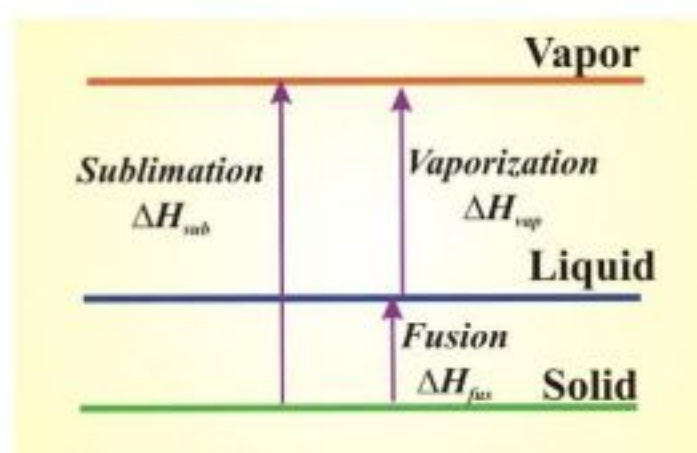 Vapor
Sublimation
ΔHsub
Vaporization
ΔHvap
Liquid
Fusion
ΔHfus
Solid